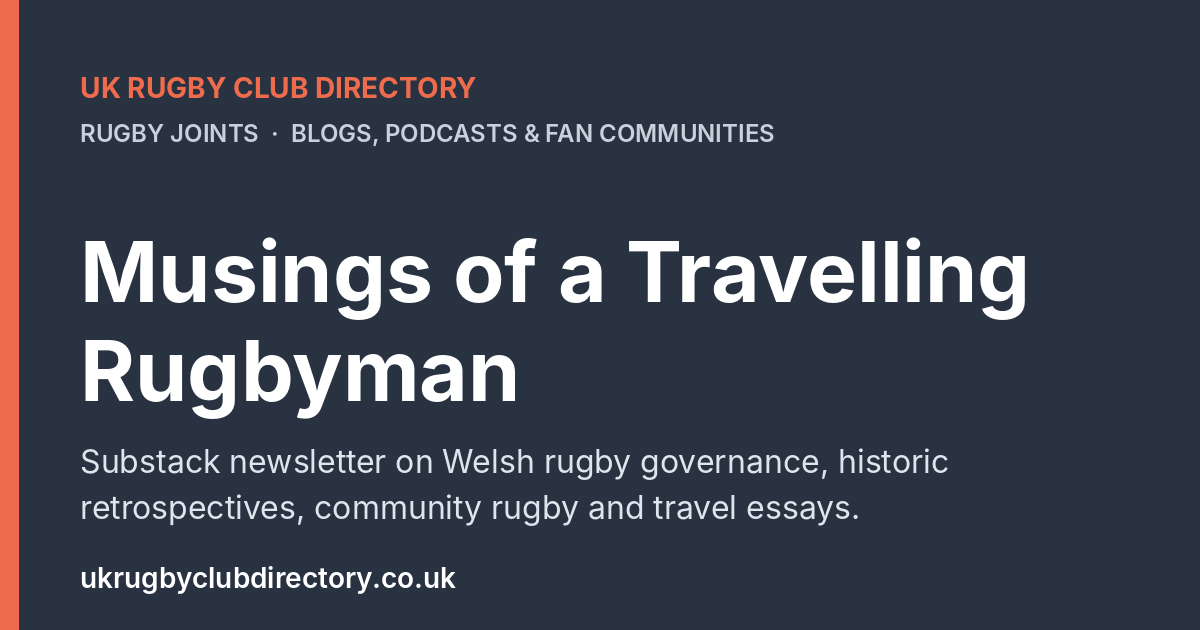 UK RUGBY CLUB DIRECTORY
RUGBY JOINTS · BLOGS, PODCASTS & FAN COMMUNITIES
Musings of a Travelling
Rugbyman
Substack newsletter on Welsh rugby governance, historic
retrospectives, community rugby and travel essays.
ukrugbyclubdirectory.co.uk